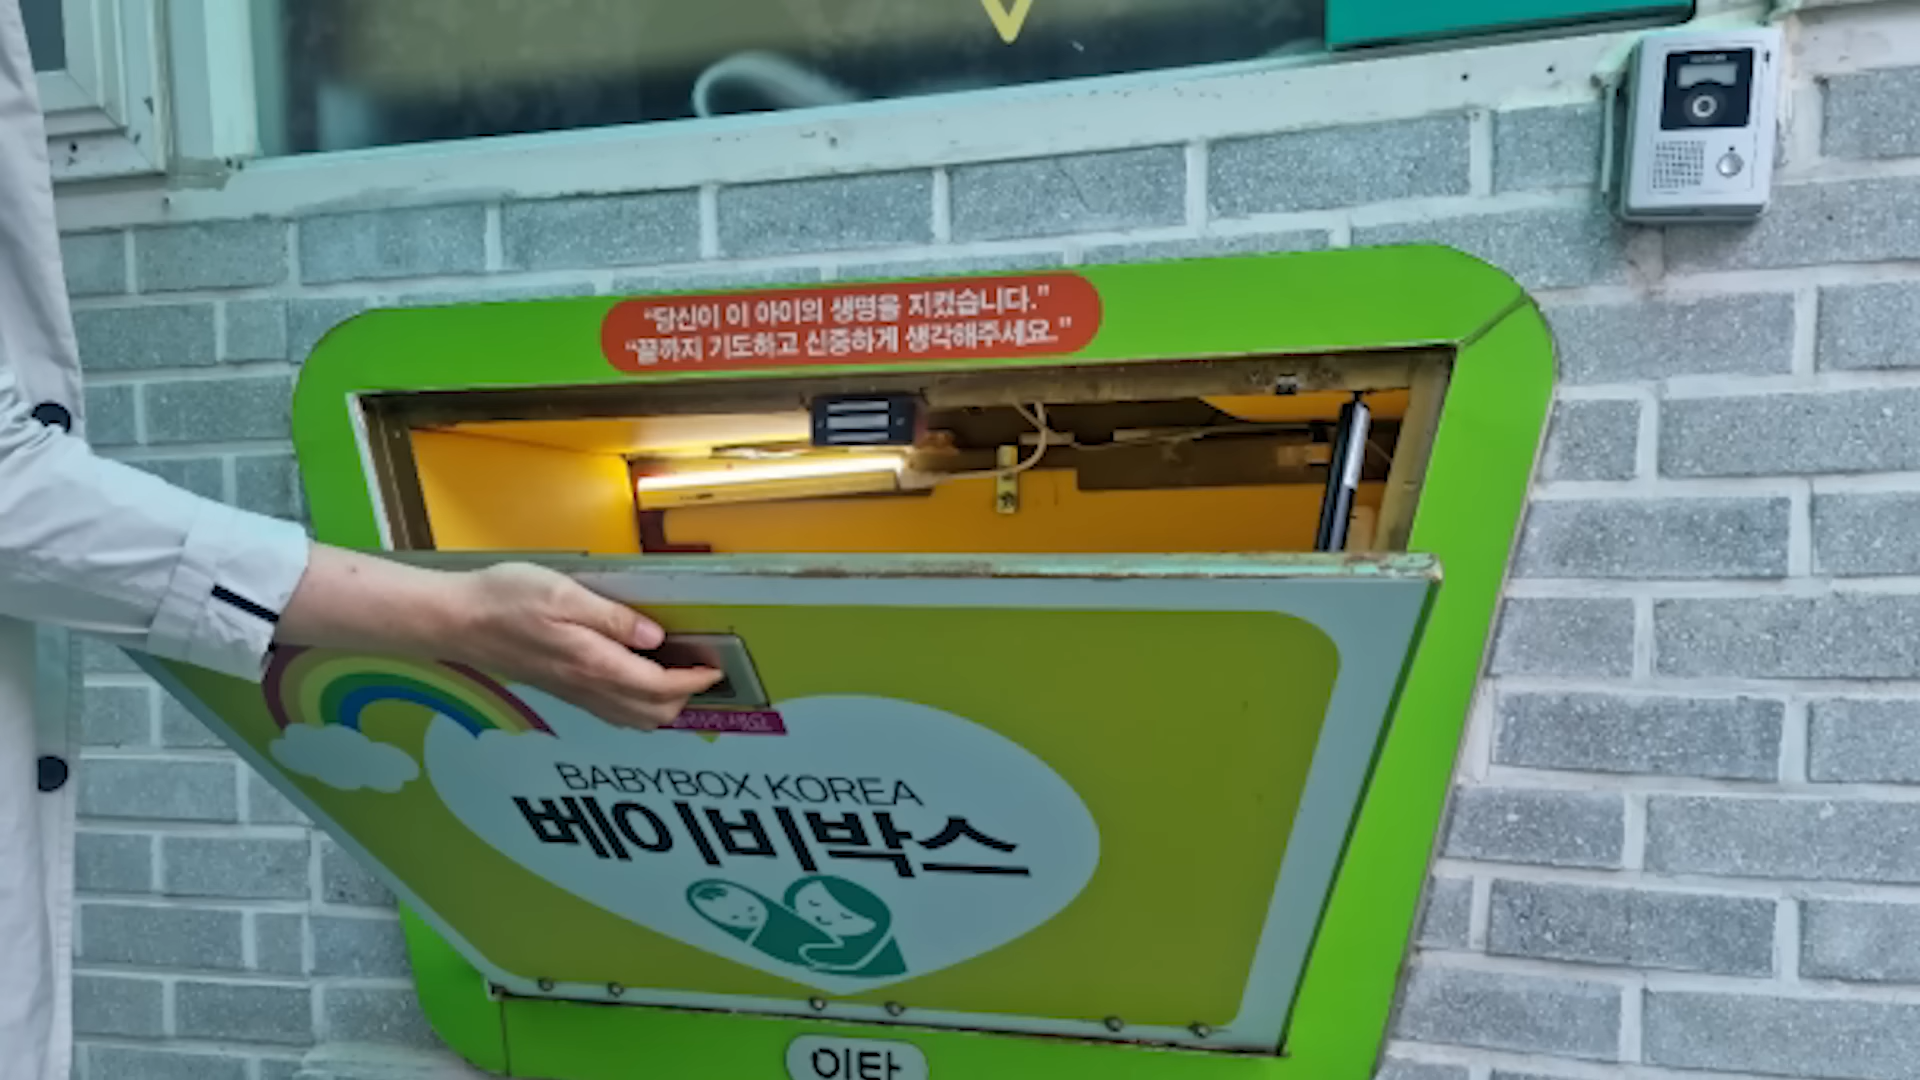 “당신이 이 아이의 생명을 지켰습니다.”
“끝까지 기도하고 신중하게 생각해주세요.”
BABYBOX KOREA
베이비박스